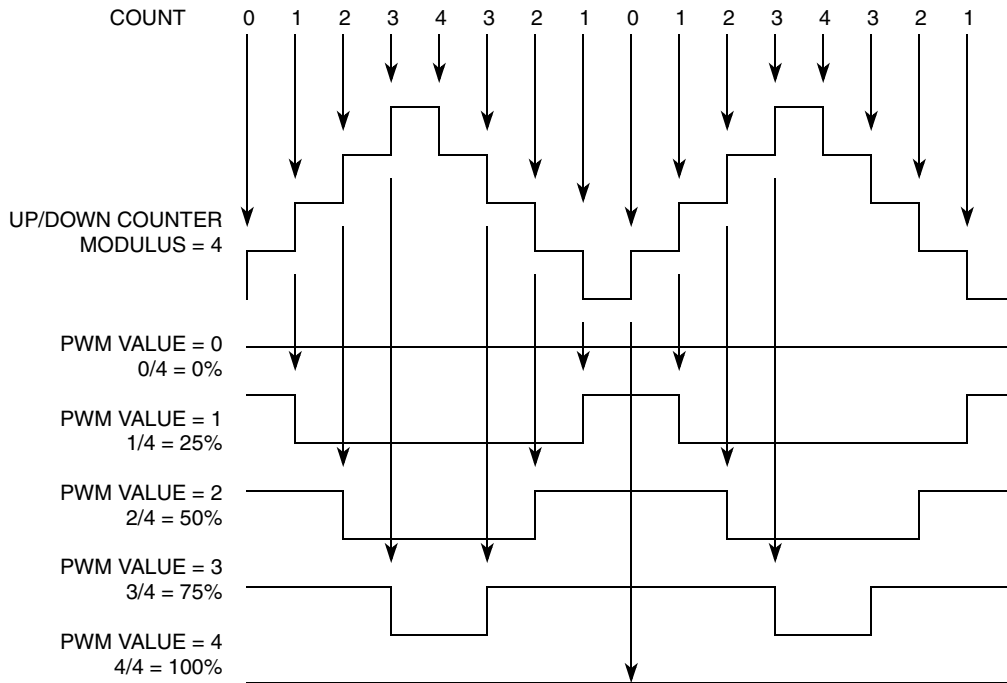 COUNT 0 1 2 3 4 3 2 1 0 1 2 3 4 3 2 1
UP/DOWN COUNTER
MODULUS = 4
PWM VALUE = 0
0/4 = 0%
PWM VALUE = 1
1/4 = 25%
PWM VALUE = 2
2/4 = 50%
PWM VALUE = 3
3/4 = 75%
PWM VALUE = 4
4/4 = 100%